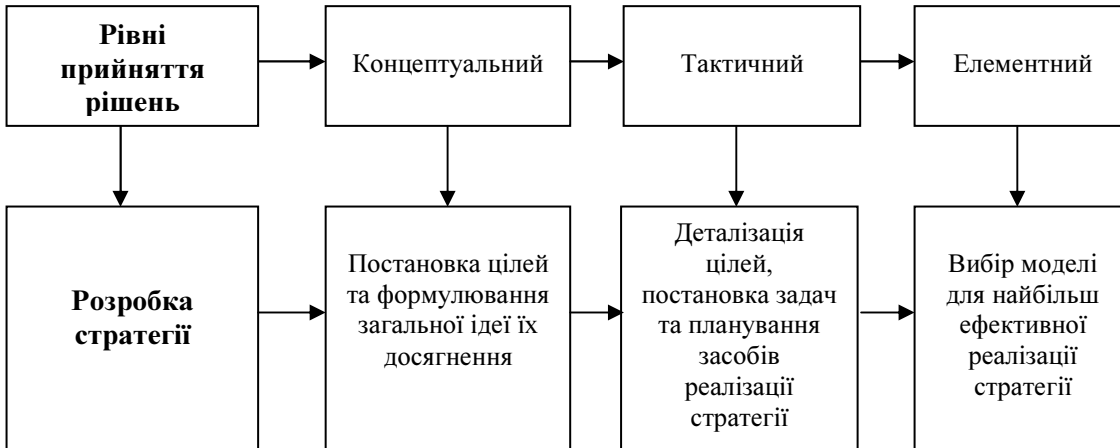 Рівні
прийняття
рішень
Концептуальний
Тактичний
Елементний
Розробка
стратегії
Постановка цілей
та формулювання
загальної ідеї їх
досягнення
Деталізація
цілей,
постановка задач
та планування
засобів
реалізації
стратегії
Вибір моделі
для найбільш
ефективної
реалізації
стратегії